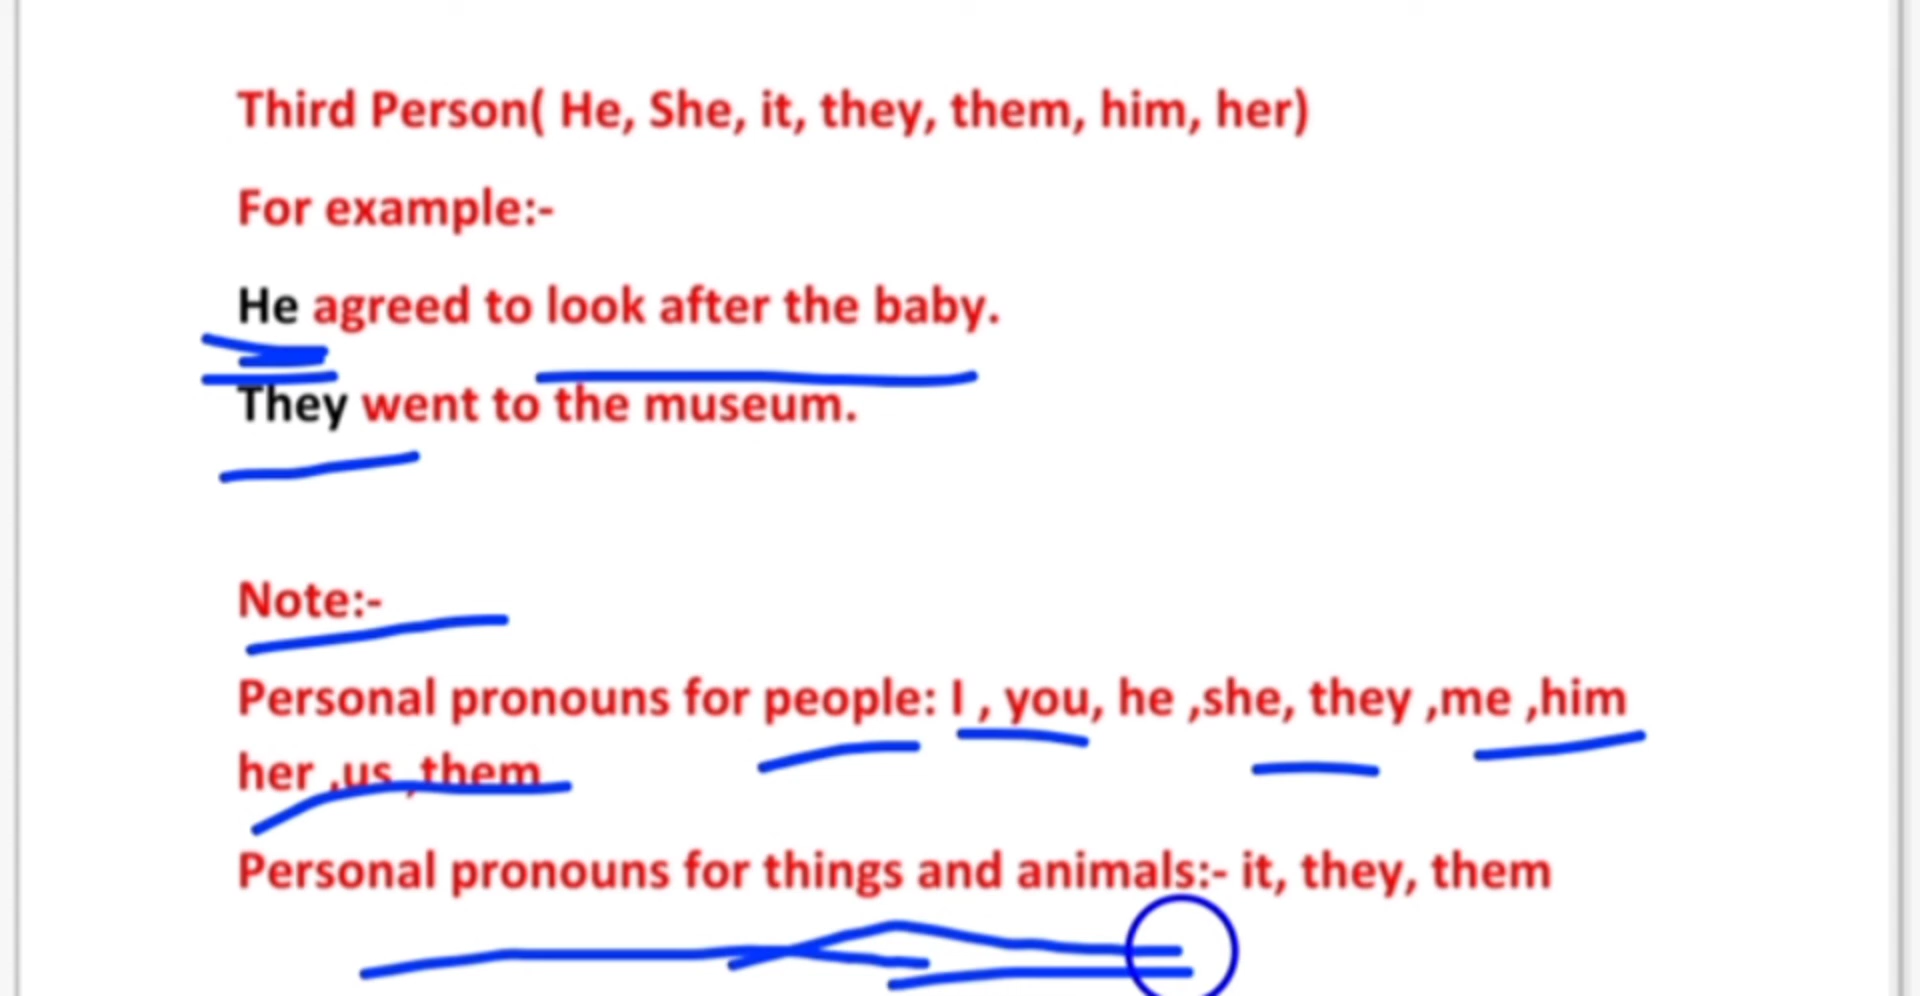 Third Person( He, She, it, they, them, him, her)
For example:-
He agreed to look after the baby.
They went to the museum.
Note:-
Personal pronouns for people: I , you, he ,she, they ,me ,him
her ,us ,them
Personal pronouns for things and animals:- it, they, them